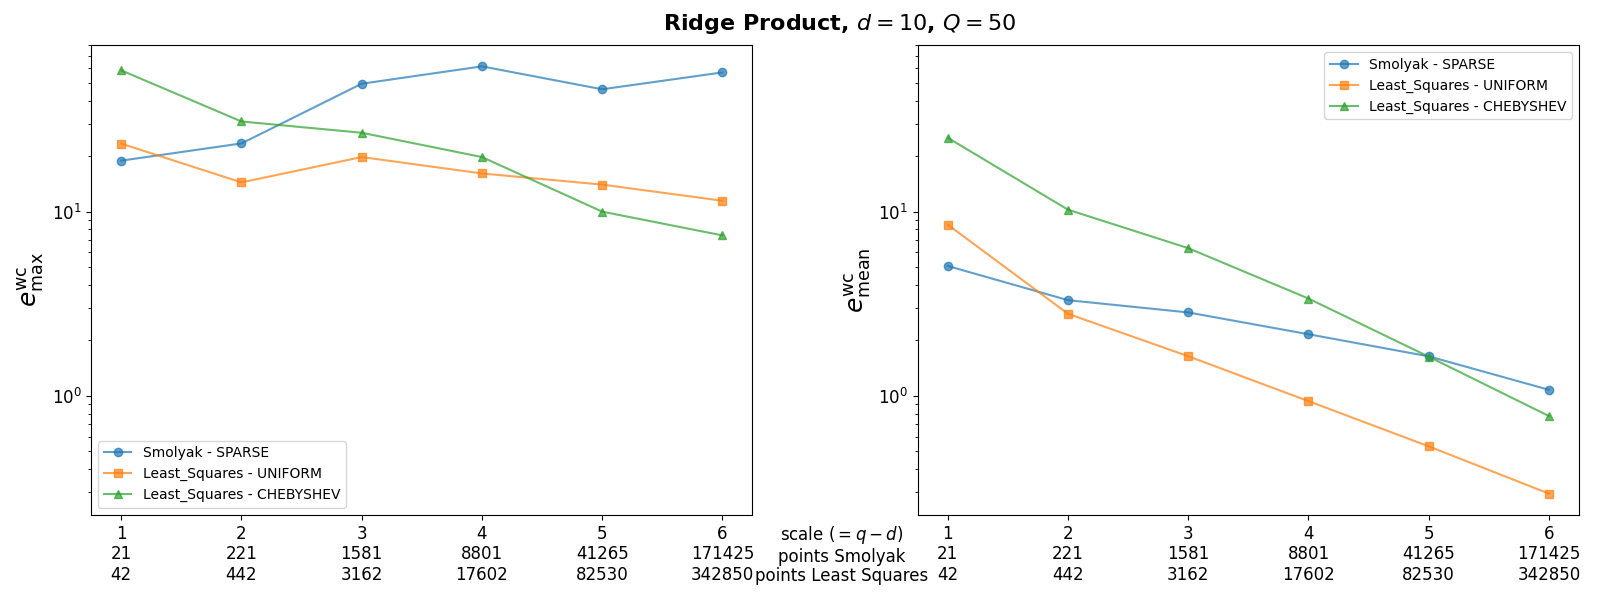 Ridge Product, d = 10, Q = 50
e^wc_max
10^1
10^0
Smolyak - SPARSE
Least_Squares - UNIFORM
Least_Squares - CHEBYSHEV
1 2 3 4 5 6
21 221 1581 8801 41265 171425
42 442 3162 17602 82530 342850
scale (= q − d)
points Smolyak
points Least Squares
e^wc_mean
10^1
10^0
Smolyak - SPARSE
Least_Squares - UNIFORM
Least_Squares - CHEBYSHEV
1 2 3 4 5 6
21 221 1581 8801 41265 171425
42 442 3162 17602 82530 342850